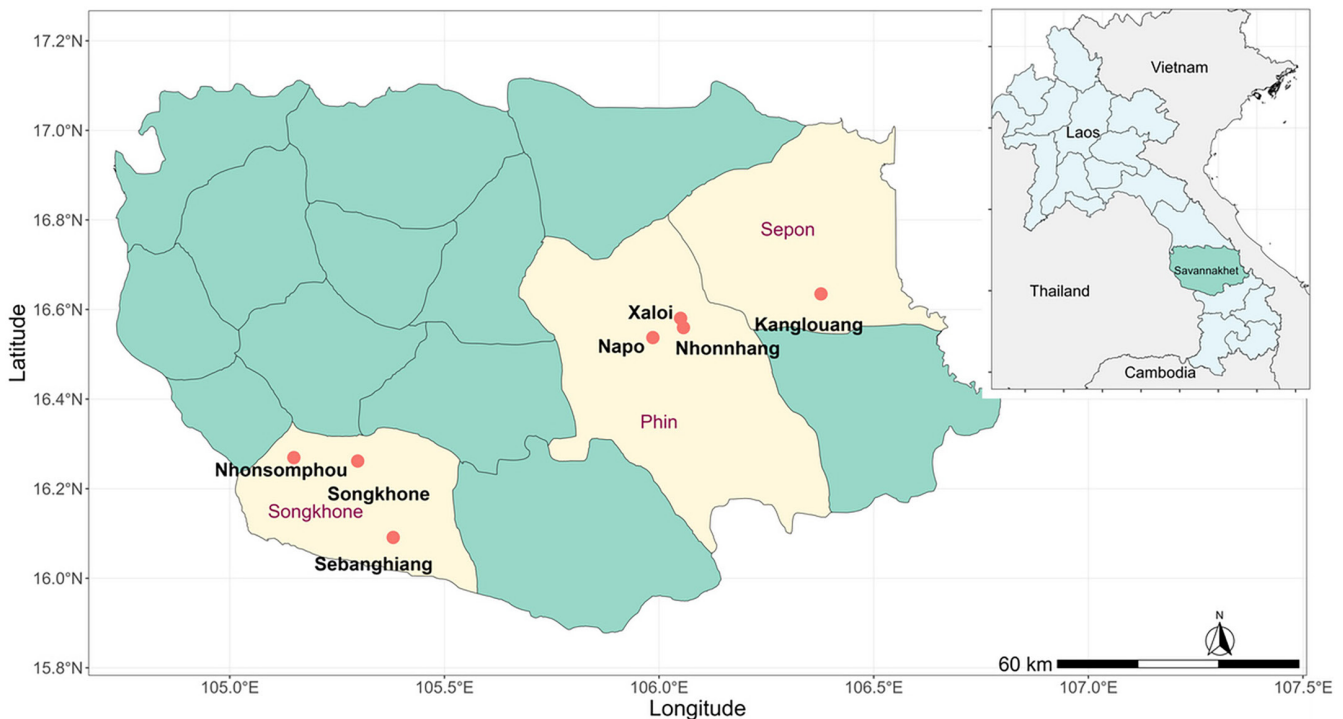 17.2°N
17.0°N
16.8°N
16.6°N
16.4°N
16.2°N
16.0°N
15.8°N
Latitude
105.0°E
105.5°E
106.0°E
106.5°E
107.0°E
107.5°E
Longitude
Sepon
Kanglouang
Xaloi
Nhonnhang
Napo
Phin
Nhonsomphou
Songkhone
Songkhone
Sebanghiang
Vietnam
Laos
Savannakhet
Thailand
Cambodia
N
60 km